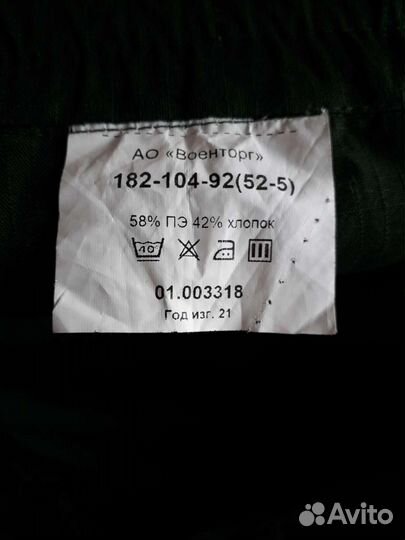 АО «Военторг»
182-104-92(52-5)
58% ПЭ 42% хлопок
40
01.003318
Год изг. 21
Avito